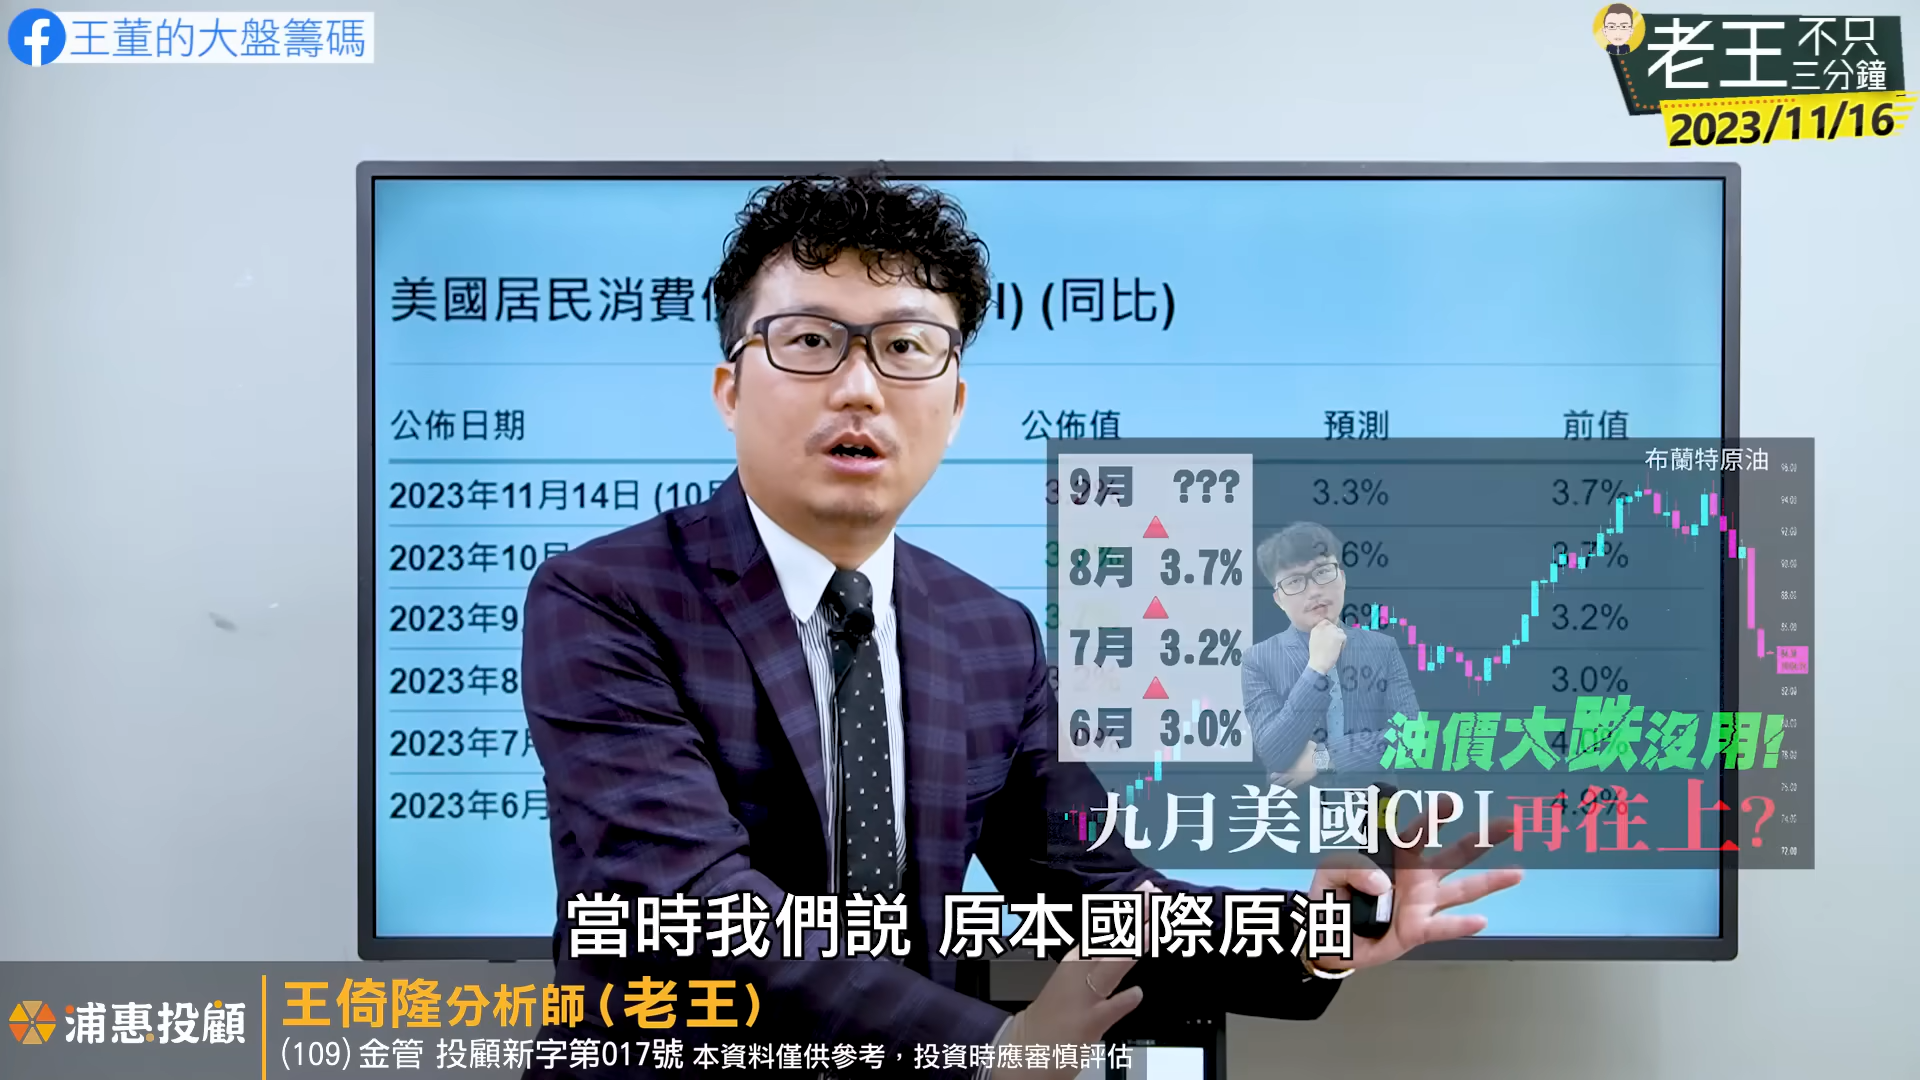 王董的大盤籌碼
老王不只三分鐘
2023/11/16
美國居民消費 I) (同比)
公佈日期 公佈值 預測 前值
2023年11月14日 (10 3.3% 3.7%
2023年10月 3.6% 3.7%
2023年9 3.2%
2023年8 3.3% 3.0%
2023年7月
2023年6月
布蘭特原油
9月 ???
8月 3.7%
7月 3.2%
6月 3.0%
油價大跌沒用!
九月美國CPI再往上?
當時我們説 原本國際原油
浦惠投顧
王倚隆分析師(老王)
(109)金管 投顧新字第017號 本資料僅供參考，投資時應審慎評估